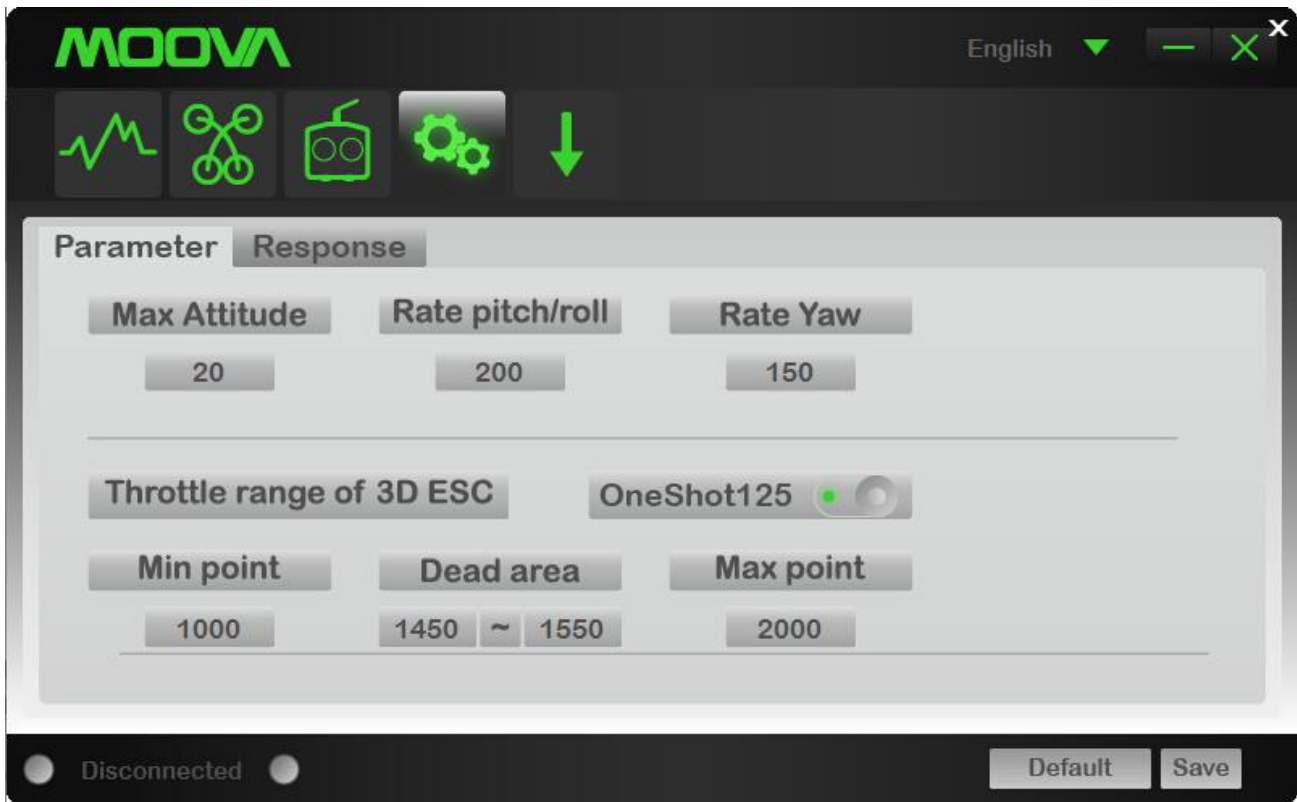 MOOVA English
X
Parameter Response
Max Attitude Rate pitch/roll Rate Yaw
20 200 150
Throttle range of 3D ESC OneShot125
Min point Dead area Max point
1000 1450 ~ 1550 2000
Disconnected Default Save